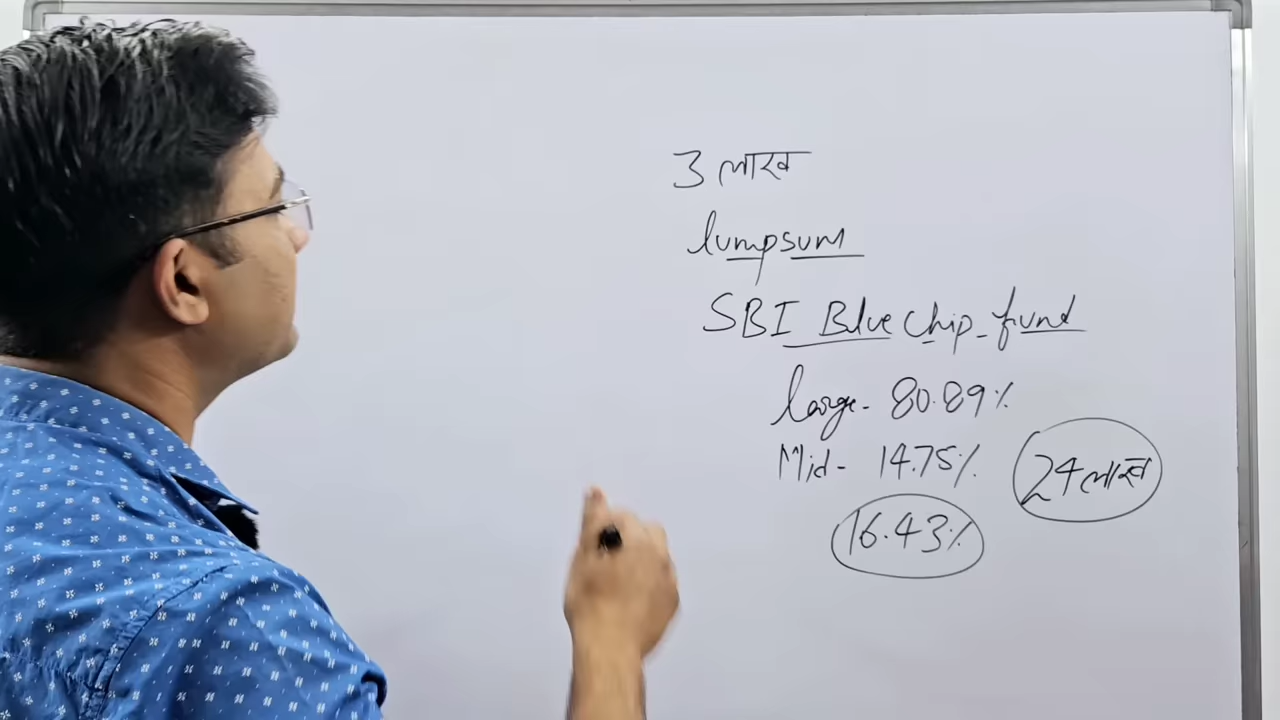 3 लाख
lumpsum
SBI Blue Chip fund
large - 80.89%
Mid - 14.75%
24 लाख
16.43%